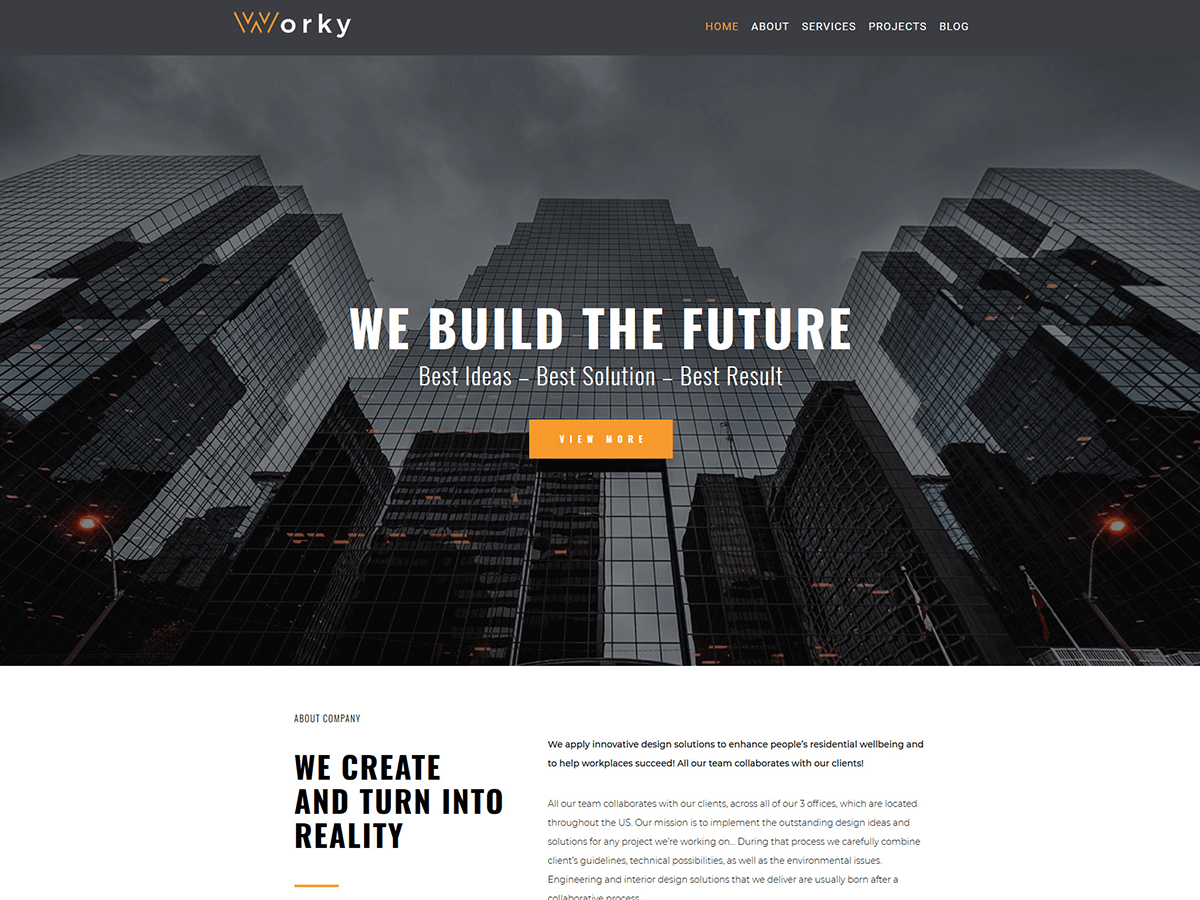 Worky
HOME ABOUT SERVICES PROJECTS BLOG
WE BUILD THE FUTURE
Best Ideas – Best Solution – Best Result
VIEW MORE
ABOUT COMPANY
WE CREATE
AND TURN INTO
REALITY
We apply innovative design solutions to enhance people’s residential wellbeing and
to help workplaces succeed! All our team collaborates with our clients!
All our team collaborates with our clients, across all of our 3 offices, which are located
throughout the US. Our mission is to implement the outstanding design ideas and
solutions for any project we’re working on... During that process we carefully combine
client’s guidelines, technical possibilities, as well as the environmental issues.
Engineering and interior design solutions that we deliver are usually born after a
collaborative process